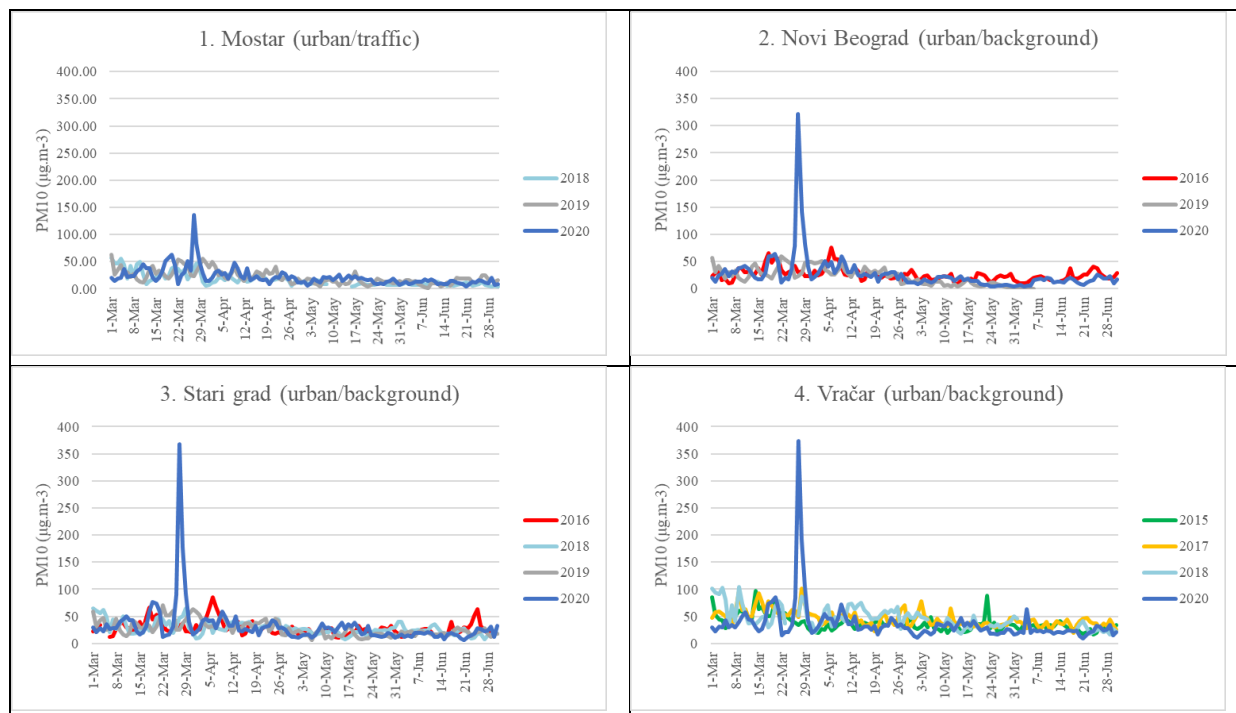 1. Mostar (urban/traffic)
PM10 (µg.m-3)
400.00
350.00
300.00
250.00
200.00
150.00
100.00
50.00
0.00
1-Mar
8-Mar
15-Mar
22-Mar
29-Mar
5-Apr
12-Apr
19-Apr
26-Apr
3-May
10-May
17-May
24-May
31-May
7-Jun
14-Jun
21-Jun
28-Jun
2018
2019
2020
2. Novi Beograd (urban/background)
PM10 (µg.m-3)
400
350
300
250
200
150
100
50
0
1-Mar
8-Mar
15-Mar
22-Mar
29-Mar
5-Apr
12-Apr
19-Apr
26-Apr
3-May
10-May
17-May
24-May
31-May
7-Jun
14-Jun
21-Jun
28-Jun
2016
2019
2020
3. Stari grad (urban/background)
PM10 (µg.m-3)
400
350
300
250
200
150
100
50
0
1-Mar
8-Mar
15-Mar
22-Mar
29-Mar
5-Apr
12-Apr
19-Apr
26-Apr
3-May
10-May
17-May
24-May
31-May
7-Jun
14-Jun
21-Jun
28-Jun
2016
2018
2019
2020
4. Vračar (urban/background)
PM10 (µg.m-3)
400
350
300
250
200
150
100
50
0
1-Mar
8-Mar
15-Mar
22-Mar
29-Mar
5-Apr
12-Apr
19-Apr
26-Apr
3-May
10-May
17-May
24-May
31-May
7-Jun
14-Jun
21-Jun
28-Jun
2015
2017
2018
2020